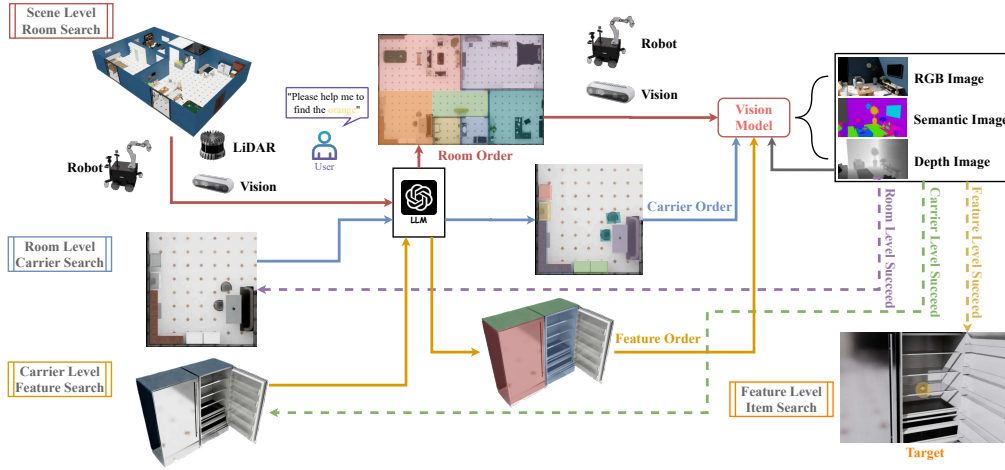 Scene Level
Room Search
Robot
LiDAR
Vision
"Please help me to
find the orange"
User
Room Order
Robot
Vision
Vision
Model
RGB Image
Semantic Image
Depth Image
LLM
Carrier Order
Room Level
Carrier Search
Room Level Succeed
Carrier Level Succeed
Feature Level Succeed
Carrier Level
Feature Search
Feature Order
Feature Level
Item Search
Target